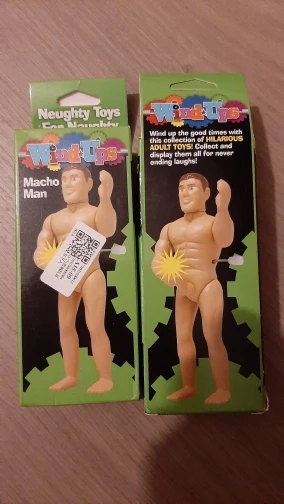 Neughty Toys
For Naughty
Wind-Ups
Macho
Man
Wind-Ups
Wind up the good times with
this collection of HILARIOUS
ADULT TOYS! Collect and
display them all for never
ending laughs!